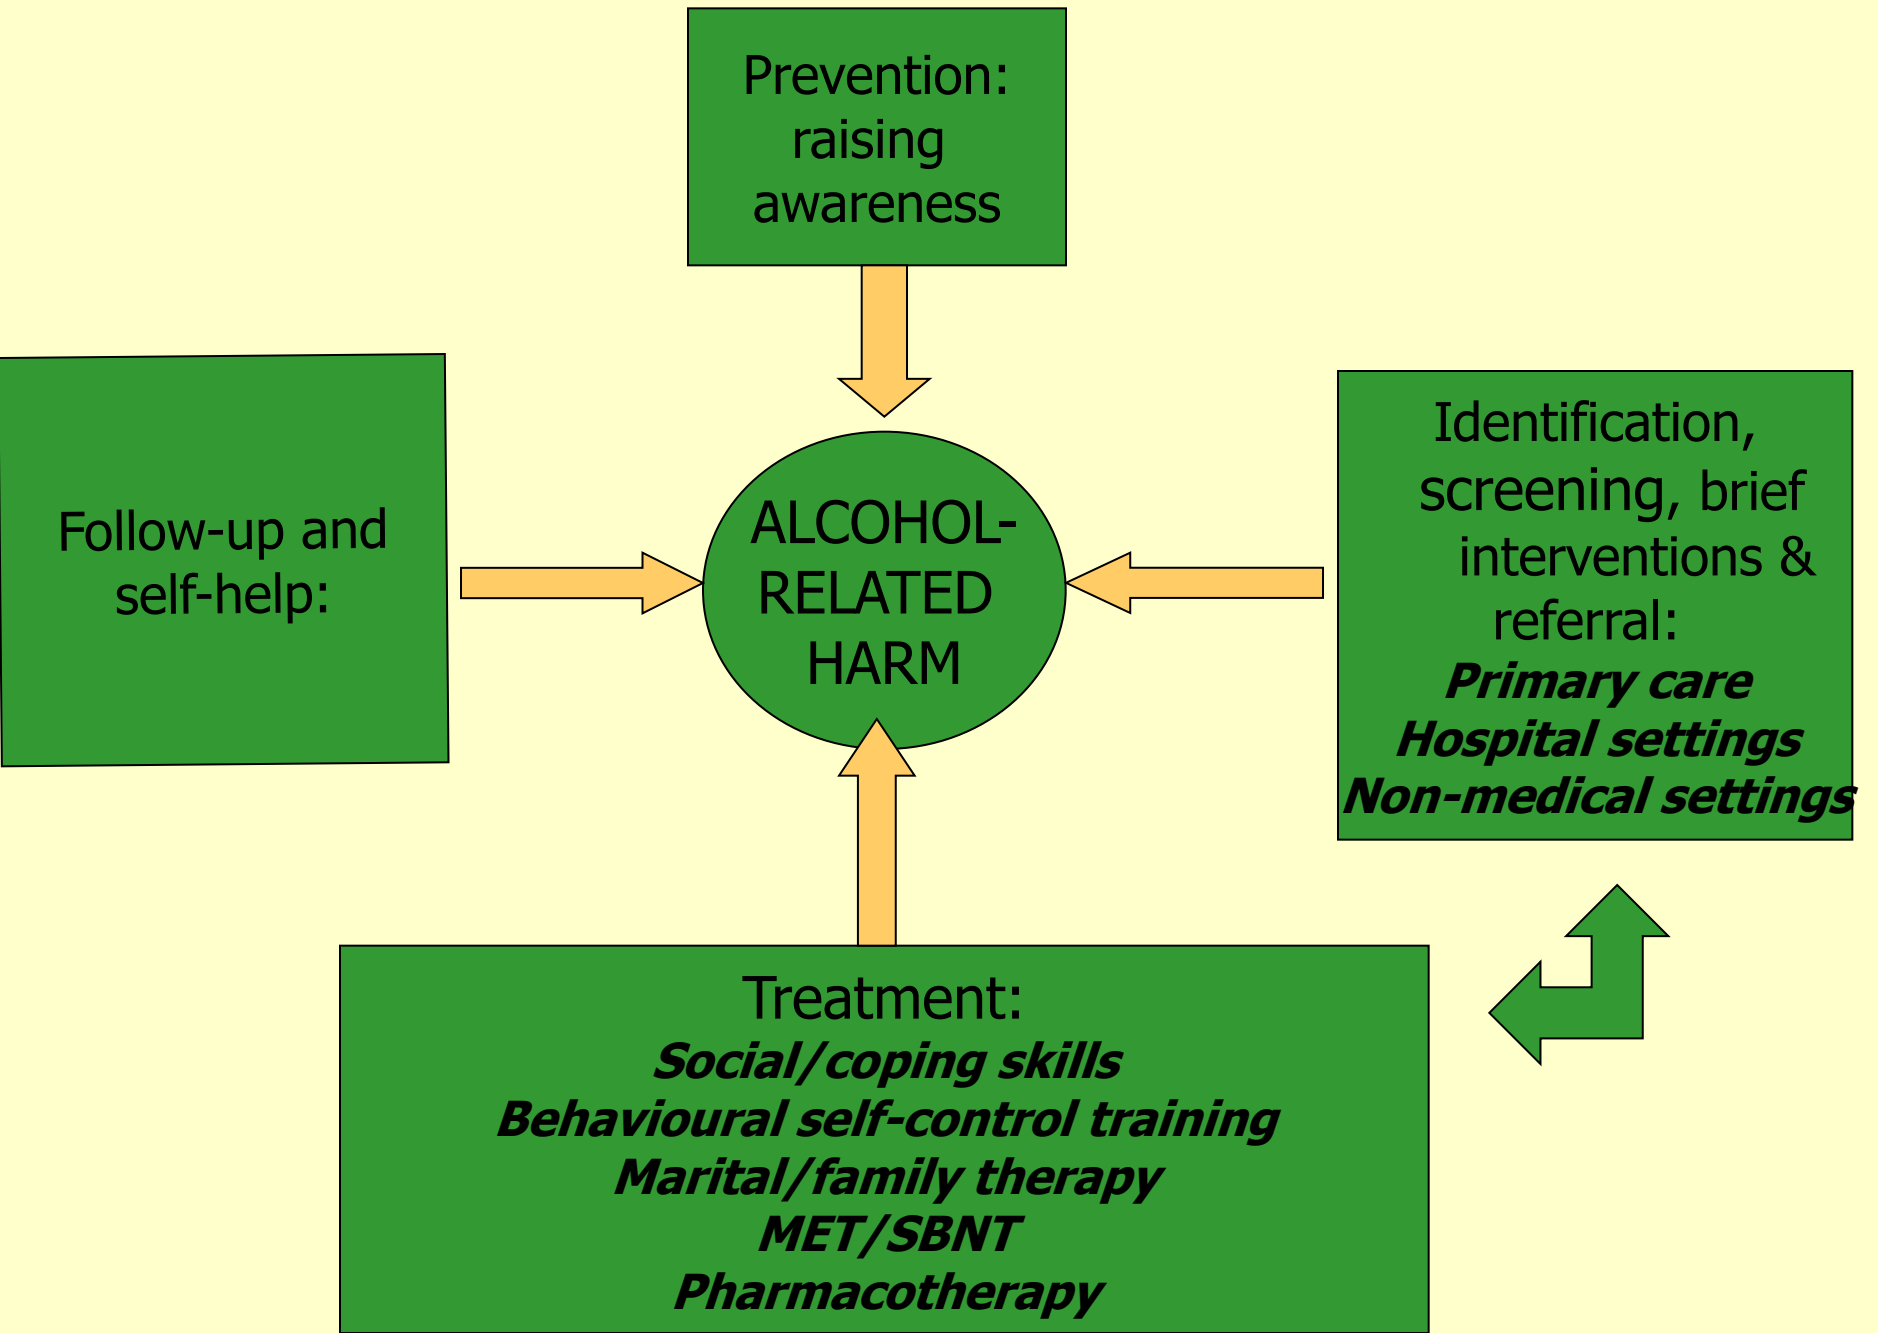 Prevention:
raising
awareness
Follow-up and
self-help:
ALCOHOL-
RELATED
HARM
Identification,
screening, brief
interventions &
referral:
Primary care
Hospital settings
Non-medical settings
Treatment:
Social/coping skills
Behavioural self-control training
Marital/family therapy
MET/SBNT
Pharmacotherapy